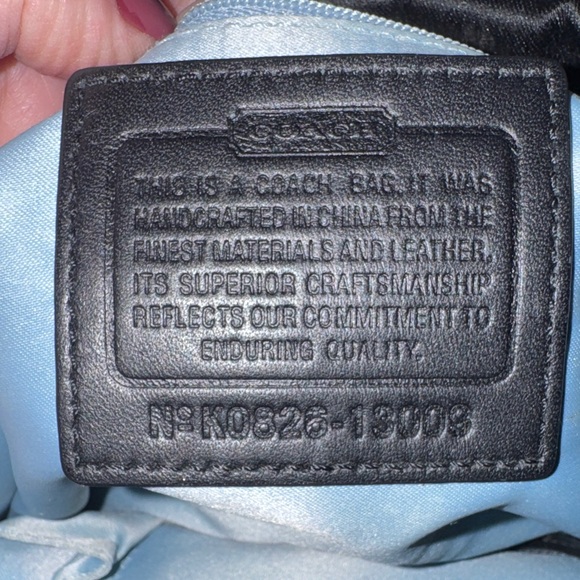 COACH
THIS IS A COACH BAG. IT WAS
HANDCRAFTED IN CHINA FROM THE
FINEST MATERIALS AND LEATHER,
ITS SUPERIOR CRAFTSMANSHIP
REFLECTS OUR COMMITMENT TO
ENDURING QUALITY.
Nº K0826-13009